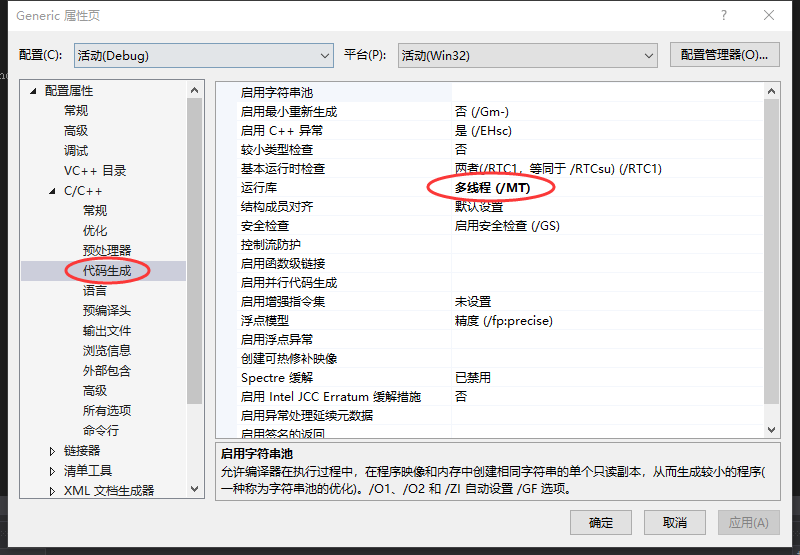 Generic 属性页
配置(C):
活动(Debug)
平台(P):
活动(Win32)
配置管理器(O)...
配置属性
常规
高级
调试
VC++ 目录
C/C++
常规
优化
预处理器
代码生成
语言
预编译头
输出文件
浏览信息
外部包含
高级
所有选项
命令行
链接器
清单工具
XML 文档生成器
启用字符串池
启用最小重新生成 否 (/Gm-)
启用 C++ 异常 是 (/EHsc)
较小类型检查 否
基本运行时检查 两者(/RTC1，等同于 /RTCsu) (/RTC1)
运行库 多线程 (/MT)
结构成员对齐 默认设置
安全检查 启用安全检查 (/GS)
控制流防护
启用函数级链接
启用并行代码生成
启用增强指令集 未设置
浮点模型 精度 (/fp:precise)
启用浮点异常
创建可热修补映像
Spectre 缓解 已禁用
启用 Intel JCC Erratum 缓解措施 否
启用异常处理延续元数据
启用签名的返回
启用字符串池
允许编译器在执行过程中，在程序映像和内存中创建相同字符串的单个只读副本，从而生成较小的程序(
一种称为字符串池的优化)。/O1、/O2 和 /ZI 自动设置 /GF 选项。
确定
取消
应用(A)